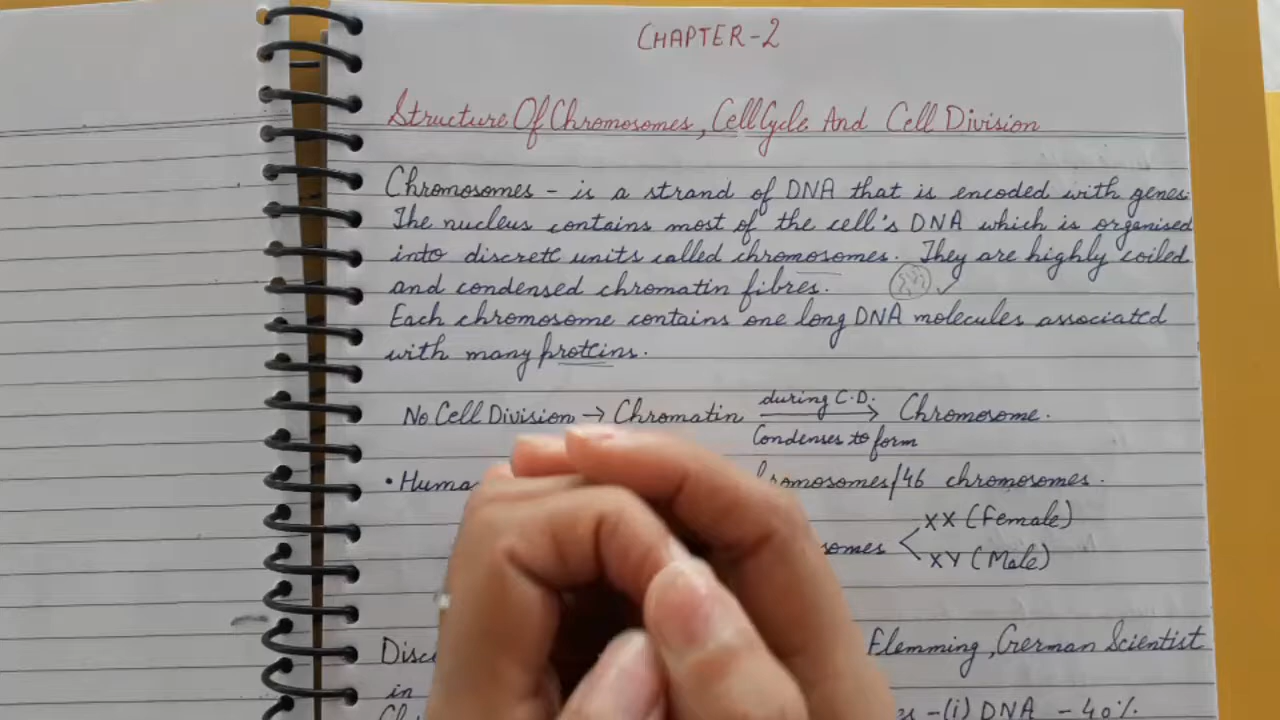 CHAPTER-2
Structure Of Chromosomes, Cell Cycle And Cell Division
Chromosomes - is a strand of DNA that is encoded with genes.
The nucleus contains most of the cell's DNA which is organised
into discrete units called chromosomes. They are highly coiled
and condensed chromatin fibres.
Each chromosome contains one long DNA molecules associated
with many proteins.
during C.D.
No Cell Division → Chromatin → Chromosome.
Condenses to form
• Huma romosomes/46 chromosomes.
XX (Female)
somes
XY (Male)
Disc Flemming, German Scientist
in
s - (i) DNA - 40%